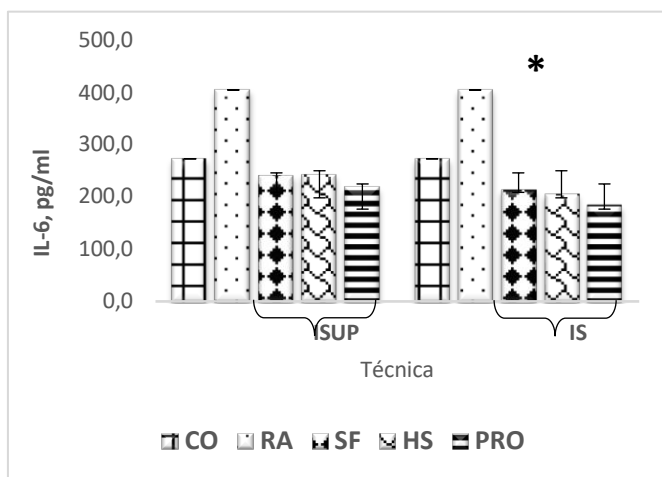 500,0
400,0
300,0
200,0
100,0
0,0
IL-6, pg/ml
*
ISUP IS
Técnica
CO RA SF HS PRO